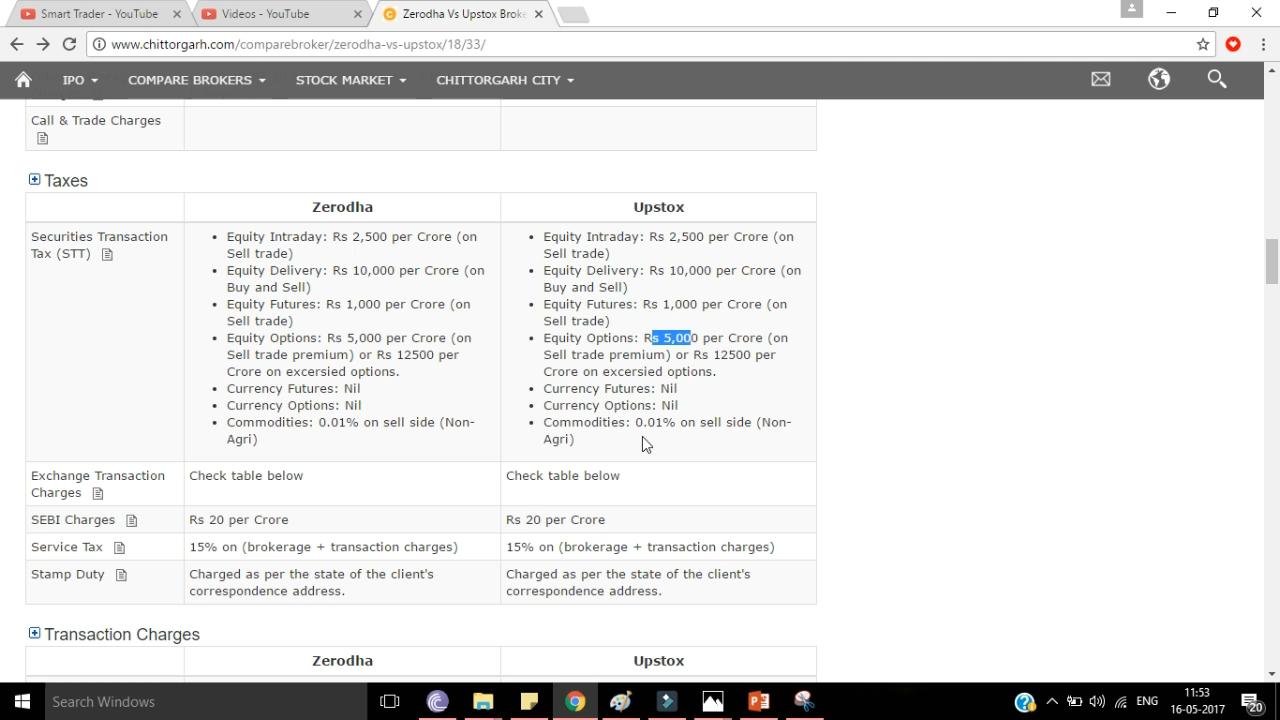 Smart Trader - YouTube
Videos - YouTube
Zerodha Vs Upstox Broke
www.chittorgarh.com/comparebroker/zerodha-vs-upstox/18/33/
IPO COMPARE BROKERS STOCK MARKET CHITTORGARH CITY
Call & Trade Charges
Taxes
Zerodha Upstox
Securities Transaction
Tax (STT)
Equity Intraday: Rs 2,500 per Crore (on
Sell trade)
Equity Delivery: Rs 10,000 per Crore (on
Buy and Sell)
Equity Futures: Rs 1,000 per Crore (on
Sell trade)
Equity Options: Rs 5,000 per Crore (on
Sell trade premium) or Rs 12500 per
Crore on excersied options.
Currency Futures: Nil
Currency Options: Nil
Commodities: 0.01% on sell side (Non-
Agri)
Equity Intraday: Rs 2,500 per Crore (on
Sell trade)
Equity Delivery: Rs 10,000 per Crore (on
Buy and Sell)
Equity Futures: Rs 1,000 per Crore (on
Sell trade)
Equity Options: Rs 5,000 per Crore (on
Sell trade premium) or Rs 12500 per
Crore on excersied options.
Currency Futures: Nil
Currency Options: Nil
Commodities: 0.01% on sell side (Non-
Agri)
Exchange Transaction
Charges
Check table below
Check table below
SEBI Charges
Rs 20 per Crore
Rs 20 per Crore
Service Tax
15% on (brokerage + transaction charges)
15% on (brokerage + transaction charges)
Stamp Duty
Charged as per the state of the client's
correspondence address.
Charged as per the state of the client's
correspondence address.
Transaction Charges
Zerodha Upstox
Search Windows
ENG
11:53
16-05-2017
20